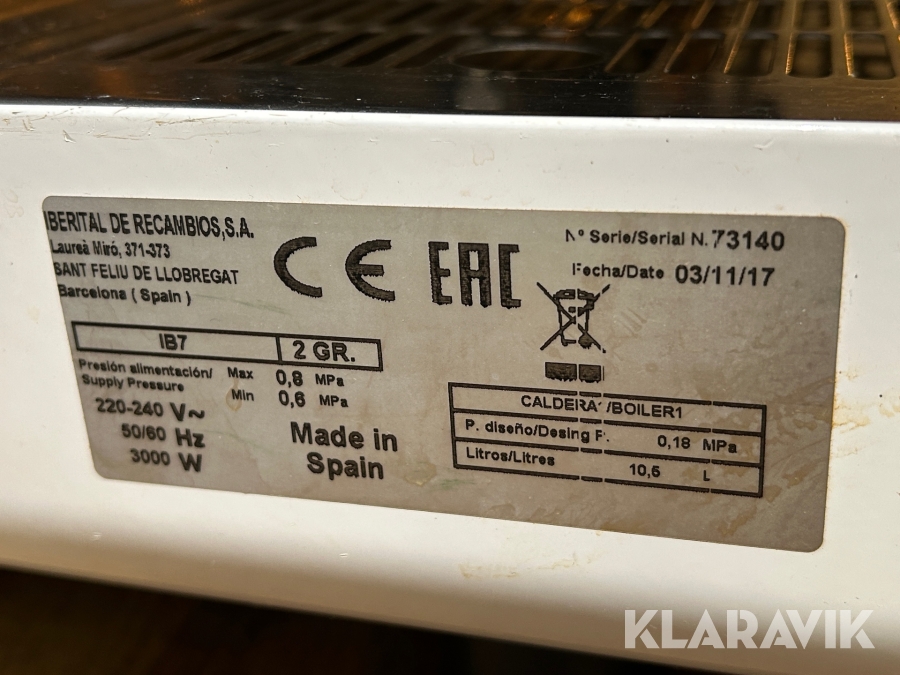 IBERITAL DE RECAMBIOS,S.A.
Laureà Miró, 371-373
SANT FELIU DE LLOBREGAT
Barcelona ( Spain )
CE EAC
Nº Serie/Serial N. 73140
Fecha/Date 03/11/17
IB7 2 GR.
Presión alimentación/ Max 0,8 MPa
Supply Pressure Min 0,6 MPa
220-240 V~
50/60 Hz
3000 W
Made in
Spain
CALDERA1/BOILER1
P. diseño/Desing P. 0,18 MPa
Litros/Litres 10,5 L
KLARAVIK